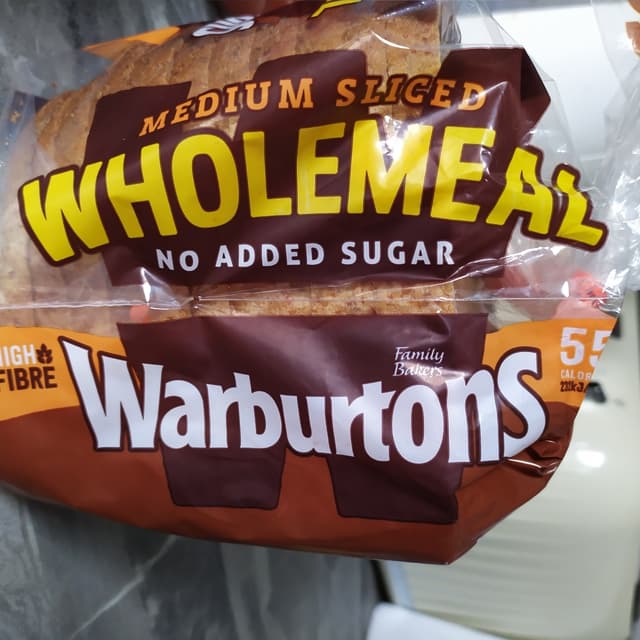 MEDIUM SLICED
WHOLEMEAL
NO ADDED SUGAR
HIGH
FIBRE
Family
Bakers
Warburtons
55